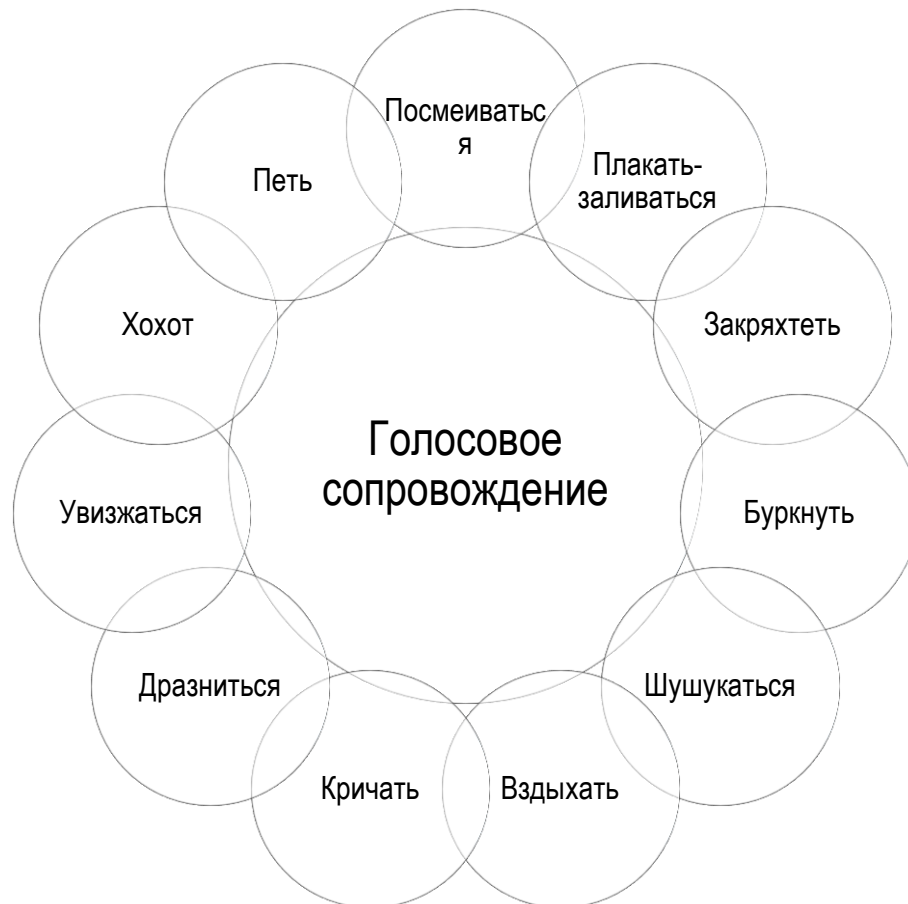 Посмеиватьс
я
Плакать-
заливаться
Закряхтеть
Буркнуть
Шушукаться
Вздыхать
Кричать
Дразниться
Увизжаться
Хохот
Петь
Голосовое
сопровождение